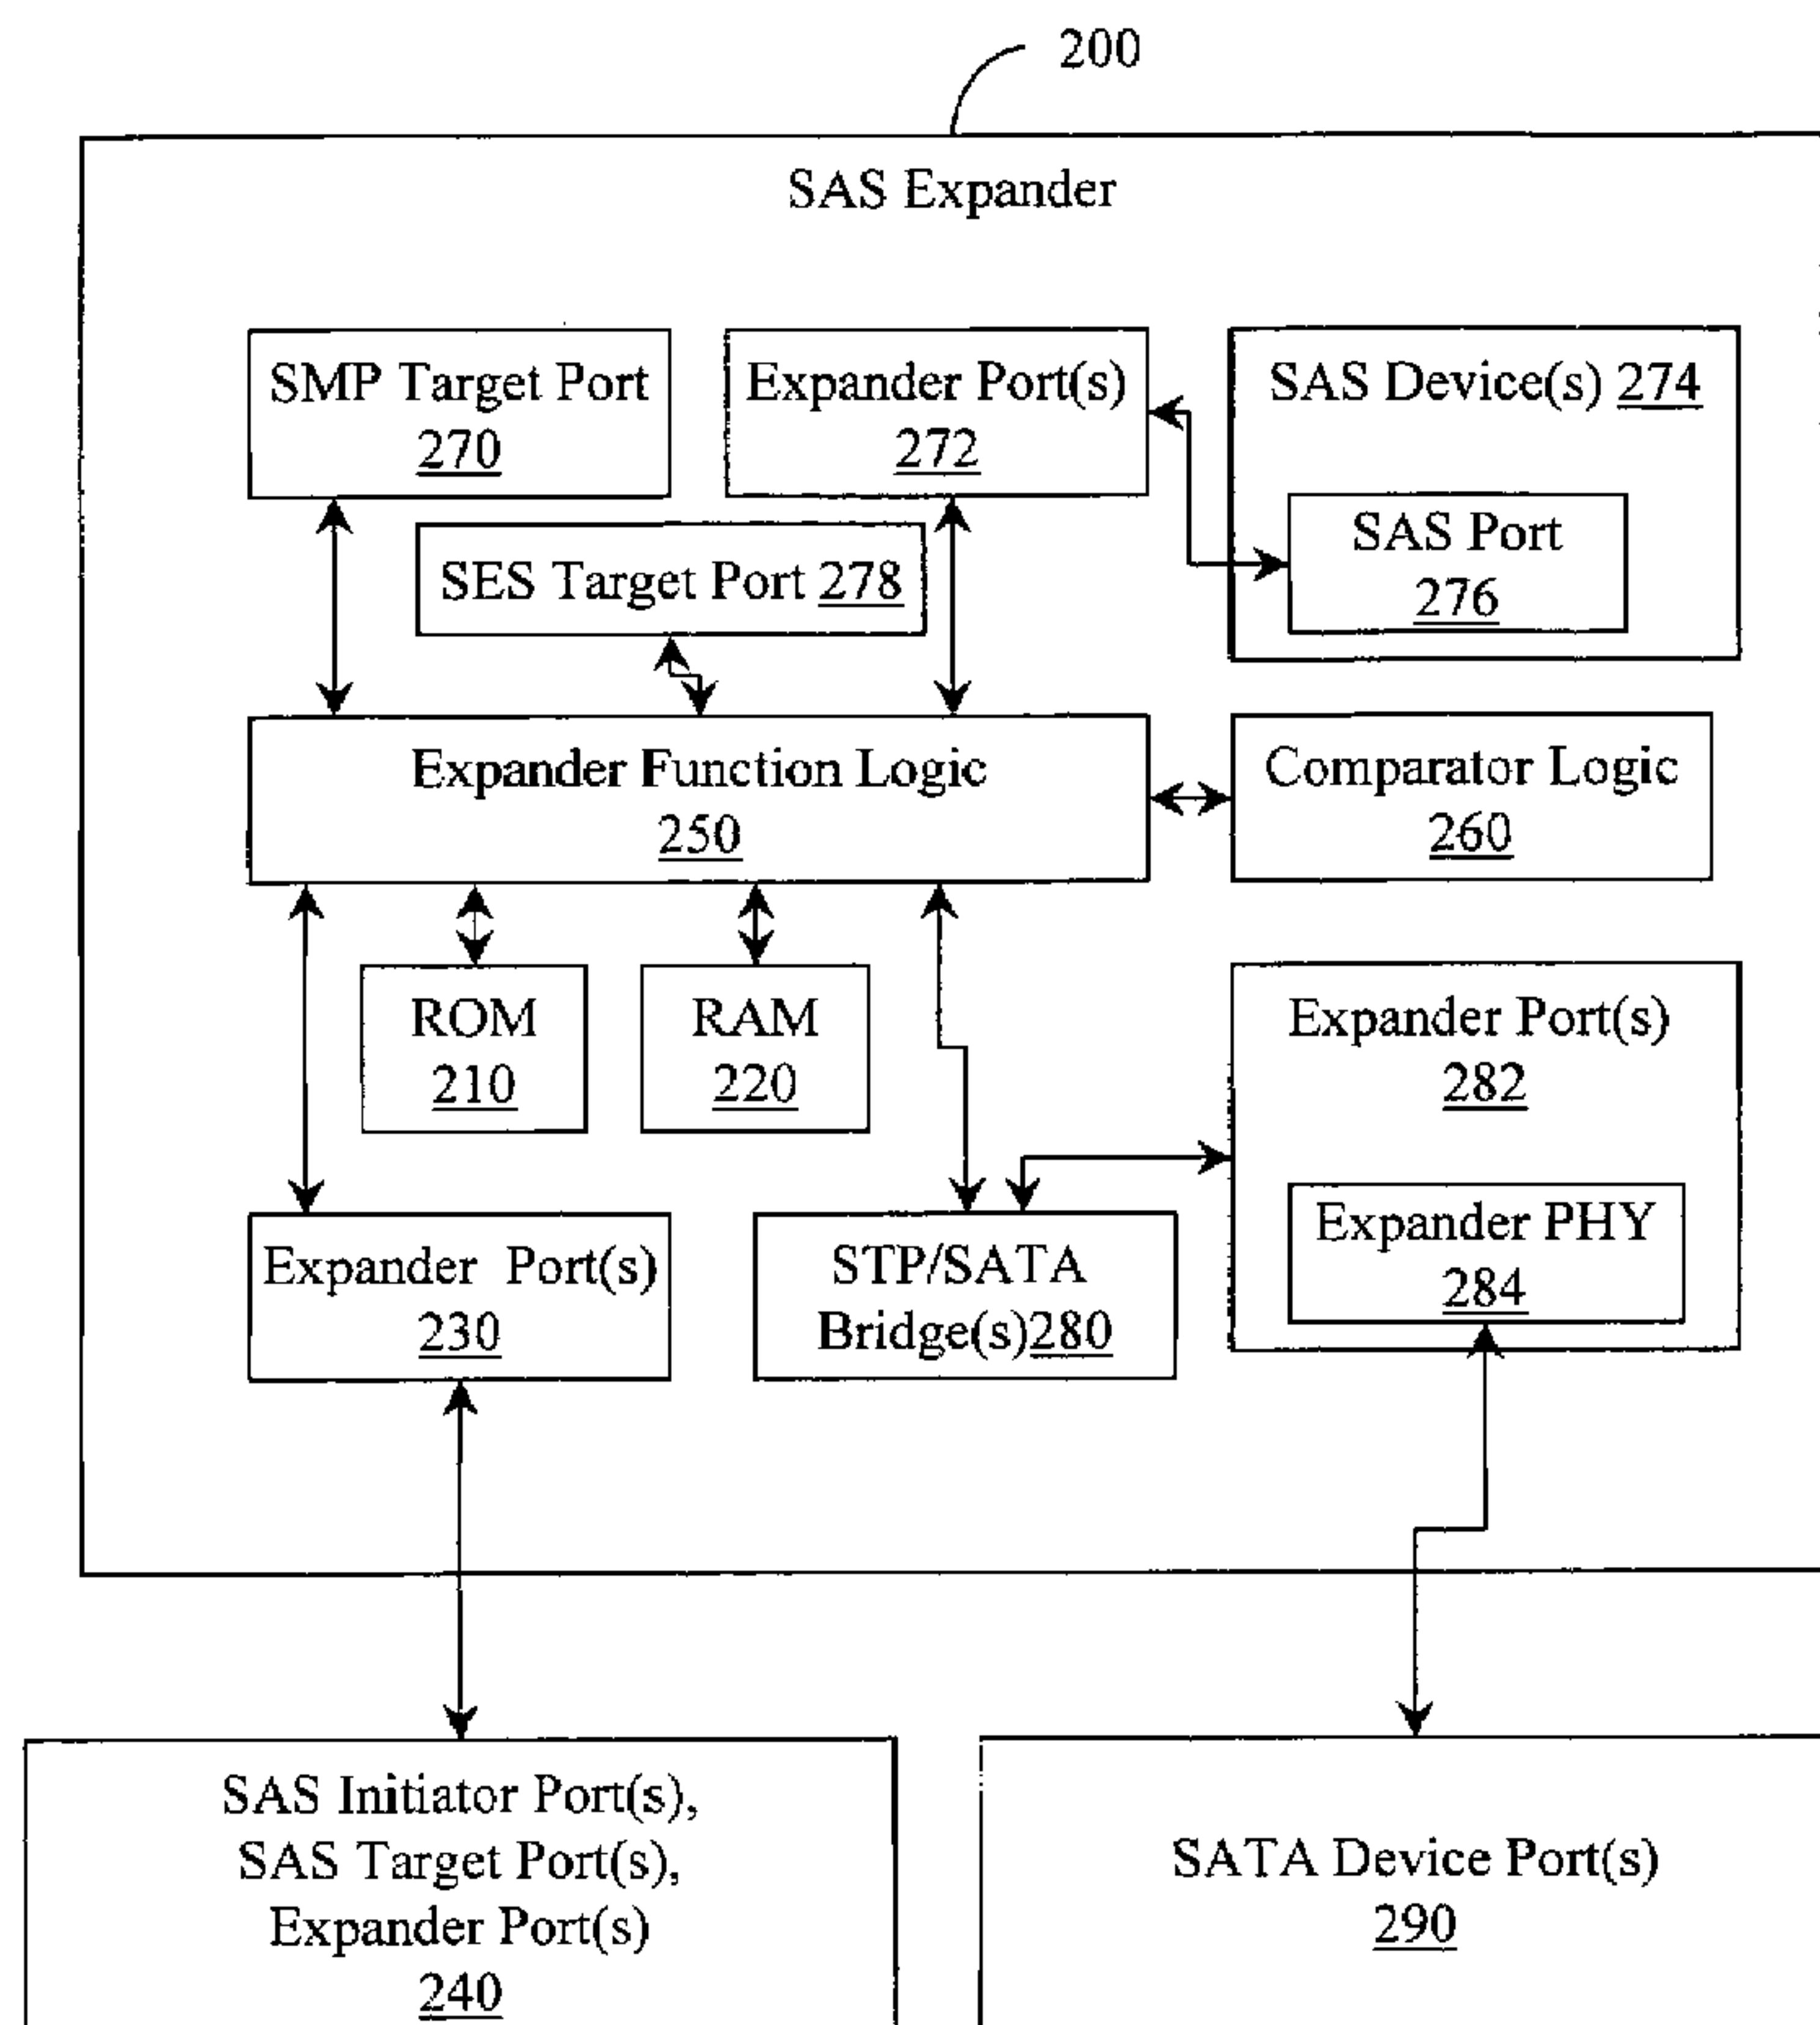 200
SAS Expander
SMP Target Port
270
Expander Port(s)
272
SAS Device(s) 274
SAS Port
276
SES Target Port 278
Expander Function Logic
250
Comparator Logic
260
ROM
210
RAM
220
Expander Port(s)
282
Expander PHY
284
Expander Port(s)
230
STP/SATA
Bridge(s)280
SAS Initiator Port(s),
SAS Target Port(s),
Expander Port(s)
240
SATA Device Port(s)
290